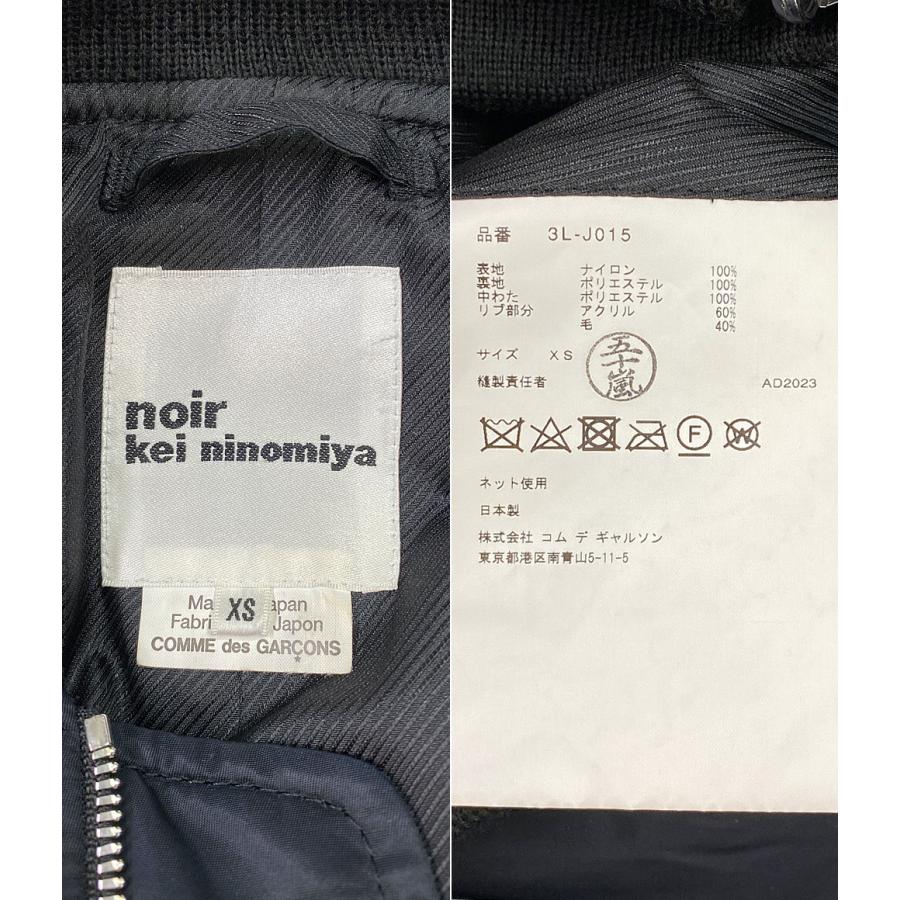 noir
kei ninomiya
XS
Ma apan
Fabri Japon
COMME des GARÇONS
品番 3L-J015
表地 ナイロン 100%
裏地 ポリエステル 100%
中わた ポリエステル 100%
リブ部分 アクリル 60%
毛 40%
サイズ XS
五十嵐
縫製責任者 AD2023
F
W
ネット使用
日本製
株式会社 コム デ ギャルソン
東京都港区南青山5-11-5